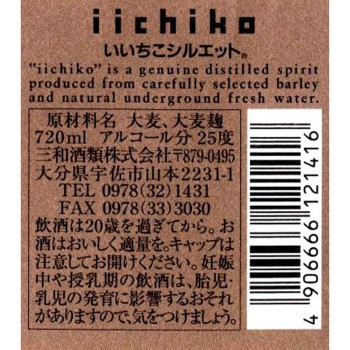 iichiko
いいちこシルエット®
"iichiko" is a genuine distilled spirit
produced from carefully selected barley
and natural underground fresh water.
原材料名 大麦、大麦麹
720ml アルコール分 25度
三和酒類株式会社〒879-0495
大分県宇佐市山本2231-1
TEL 0978(32)1431
FAX 0978(33)3030
飲酒は20歳を過ぎてから。お
酒はおいしく適量を。キャップは
注意してお開けください。妊娠
中や授乳期の飲酒は、胎児・
乳児の発育に影響するおそれ
がありますので、気をつけましょう。
4 906666 121416